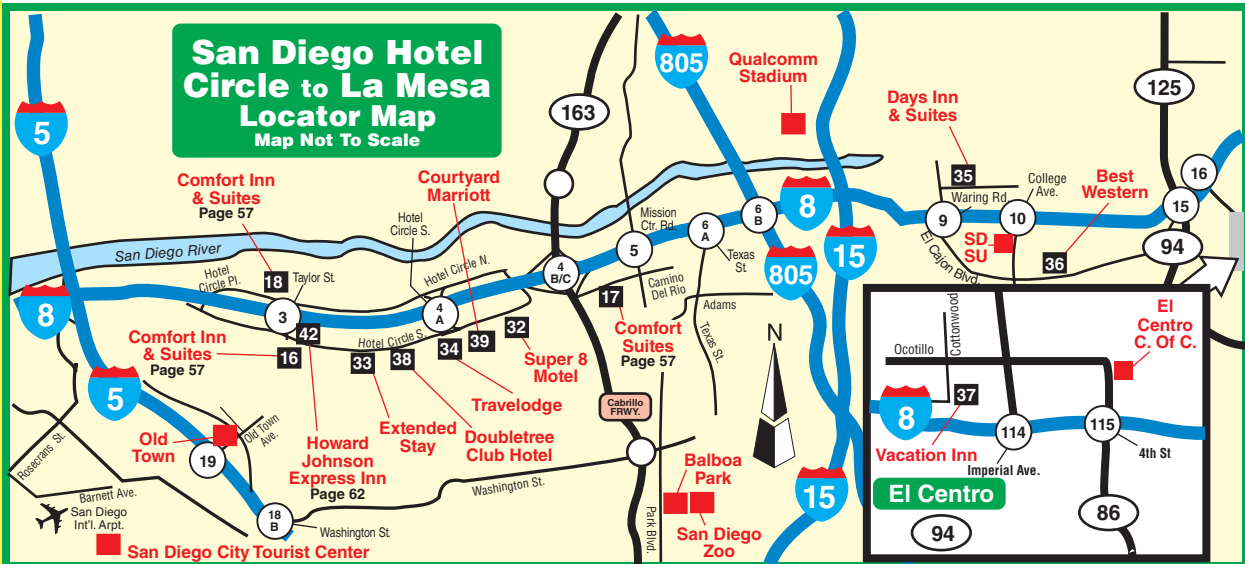 San Diego Hotel
Circle to La Mesa
Locator Map
Map Not To Scale
5
805
163
Qualcomm
Stadium
125
Days Inn
& Suites
35
Waring Rd.
College
Ave.
Best
Western
16
15
94
9
10
SD
SU
36
El Cajon Blvd.
Comfort Inn
& Suites
Page 57
18
Hotel
Circle S.
Courtyard
Marriott
Mission
Ctr. Rd.
5
6
A
Texas
St.
6
B
8
15
805
San Diego River
Hotel
Circle Pl.
Taylor St.
3
Hotel Circle N.
4
A
4
B/C
Camino
Del Rio
Adams
Texas St.
N
8
42
16
Hotel Circle S.
33
38
34
39
32
17
Comfort Inn
& Suites
Page 57
Super 8
Motel
Comfort
Suites
Page 57
Travelodge
Cabrillo
FRWY.
5
Old
Town
Old Town
Ave.
19
Howard
Johnson
Express Inn
Page 62
Extended
Stay
Doubletree
Club Hotel
Rosecrans St.
Barnett Ave.
San Diego
Int'l. Arpt.
18
B
Washington St.
Washington St.
San Diego City Tourist Center
Balboa
Park
San Diego
Zoo
Park Blvd.
15
Ocotillo
Cottonwood
El
Centro
C. Of C.
8
37
Vacation Inn
114
Imperial Ave.
115
4th St
El Centro
94
86